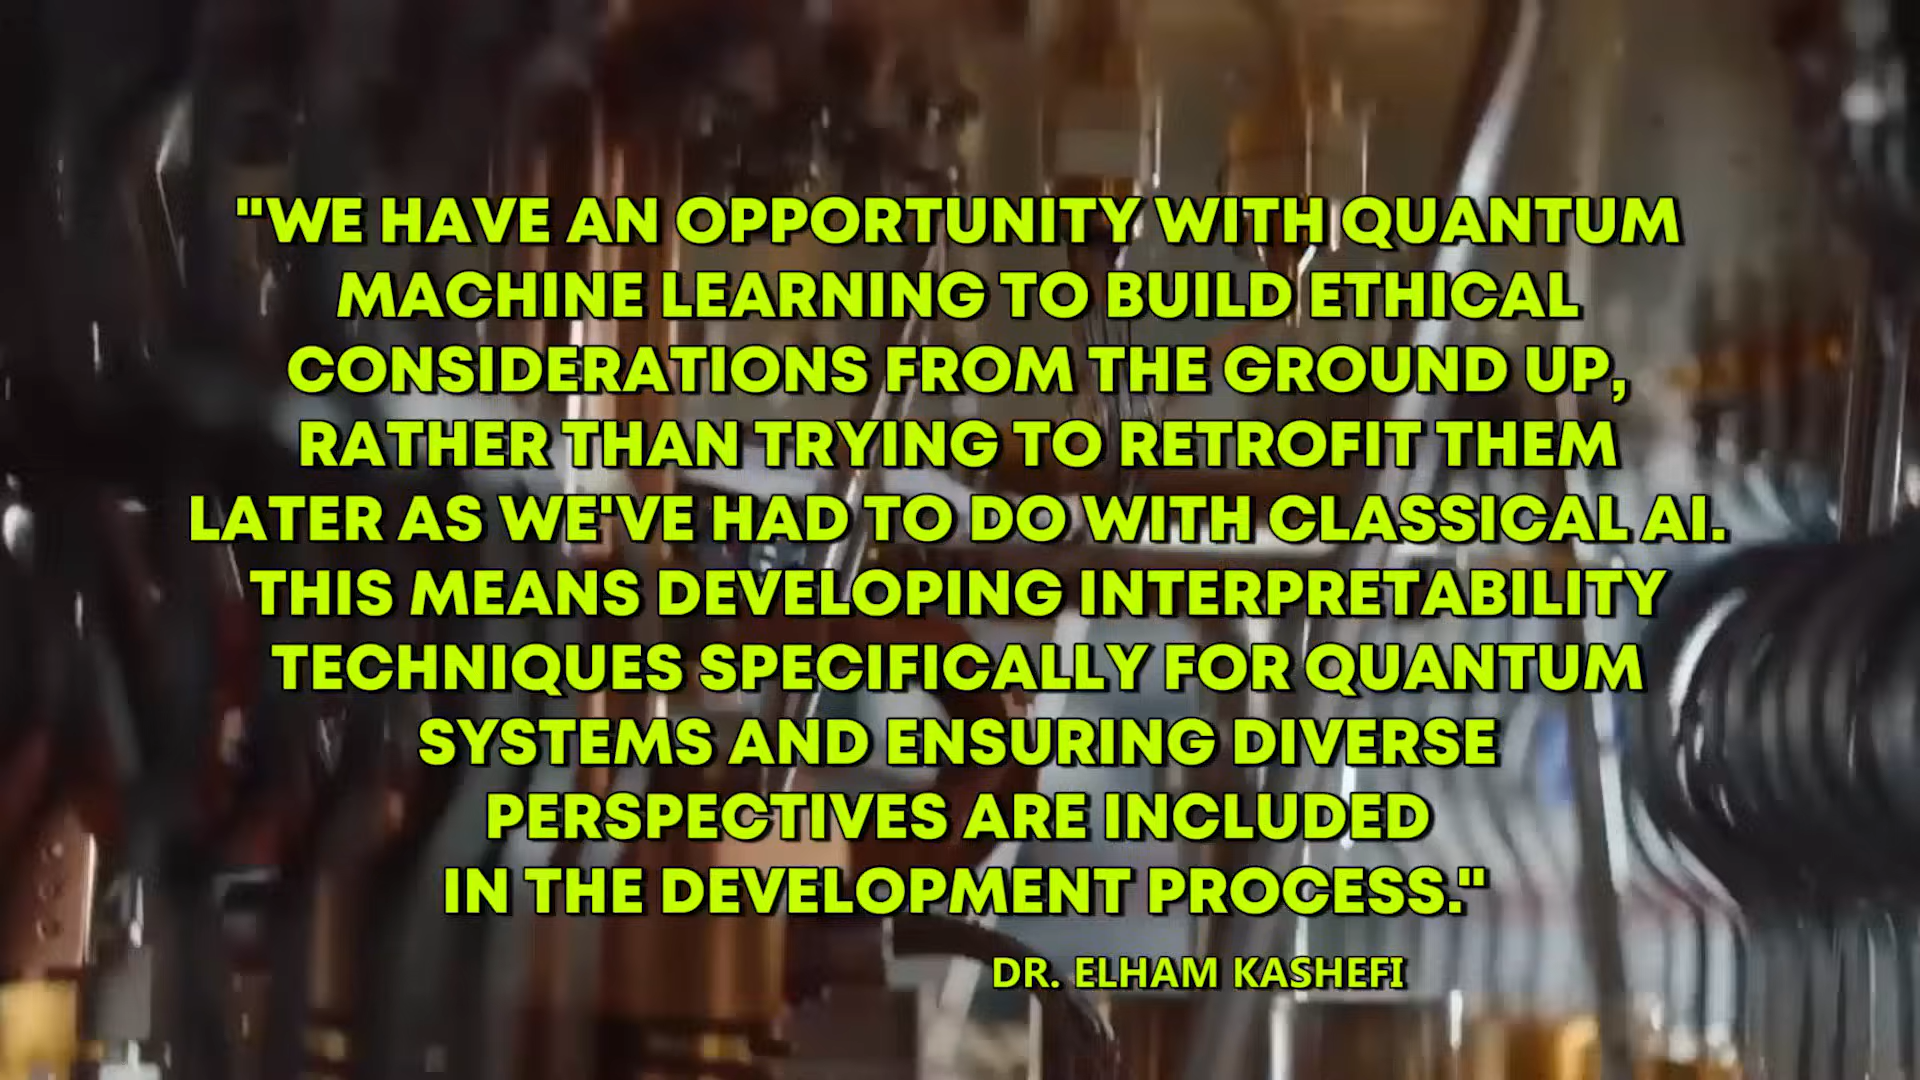 "WE HAVE AN OPPORTUNITY WITH QUANTUM
MACHINE LEARNING TO BUILD ETHICAL
CONSIDERATIONS FROM THE GROUND UP,
RATHER THAN TRYING TO RETROFIT THEM
LATER AS WE'VE HAD TO DO WITH CLASSICAL AI.
THIS MEANS DEVELOPING INTERPRETABILITY
TECHNIQUES SPECIFICALLY FOR QUANTUM
SYSTEMS AND ENSURING DIVERSE
PERSPECTIVES ARE INCLUDED
IN THE DEVELOPMENT PROCESS."
DR. ELHAM KASHEFI